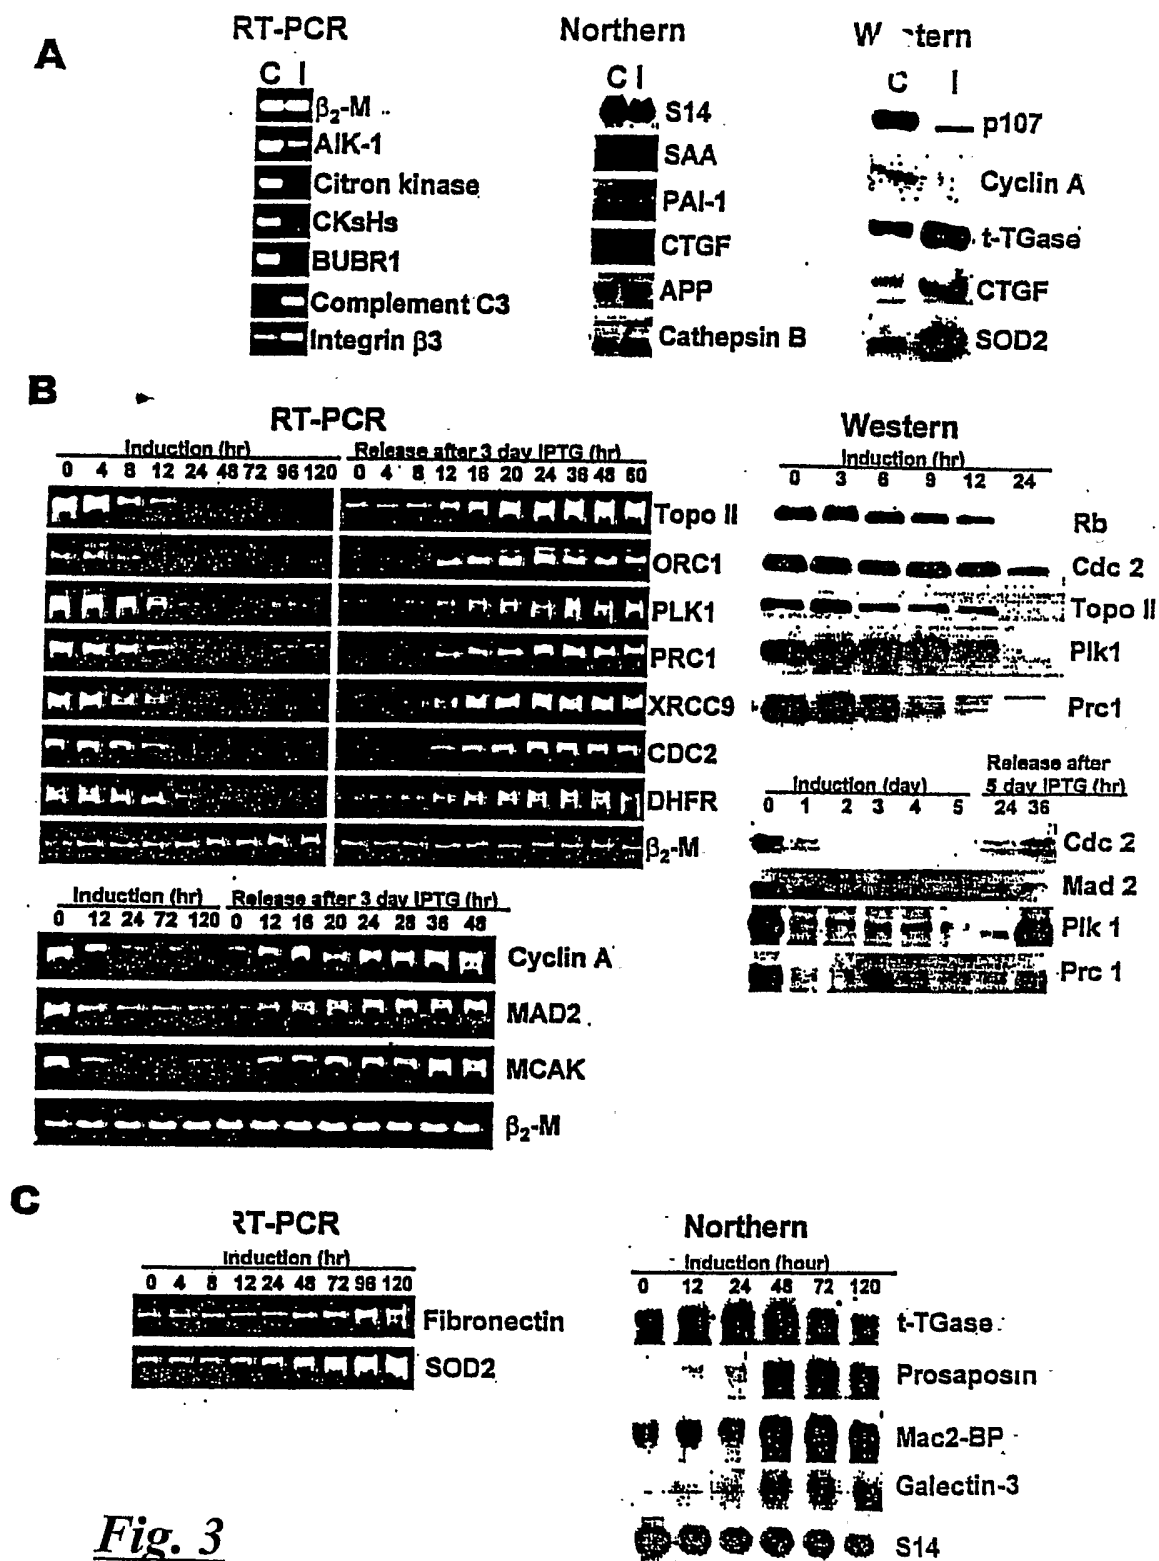 A
RT-PCR
C I
β2-M
AIK-1
Citron kinase
CKsHs
BUBR1
Complement C3
Integrin β3
Northern
C I
S14
SAA
PAI-1
CTGF
APP
Cathepsin B
C I
p107
Cyclin A
t-TGase
CTGF
SOD2
B
RT-PCR
Induction (hr)
0 4 8 12 24 48 72 96 120
Release after 3 day IPTG (hr)
0 4 8 12 16 20 24 36 48 60
Topo II
ORC1
PLK1
PRC1
XRCC9
CDC2
DHFR
β2-M
Induction (hr)
0 12 24 72 120
Release after 3 day IPTG (hr)
0 12 16 20 24 28 36 48
Cyclin A
MAD2
MCAK
β2-M
Western
Induction (hr)
0 3 6 9 12 24
Rb
Cdc 2
Topo II
Plk1
Prc1
Induction (day)
0 1 2 3 4 5
Release after
5 day IPTG (hr)
24 36
Cdc 2
Mad 2
Plk 1
Prc 1
C
RT-PCR
Induction (hr)
0 4 8 12 24 48 72 96 120
Fibronectin
SOD2
Northern
Induction (hour)
0 12 24 48 72 120
t-TGase
Prosaposin
Mac2-BP
Galectin-3
S14
Fig. 3